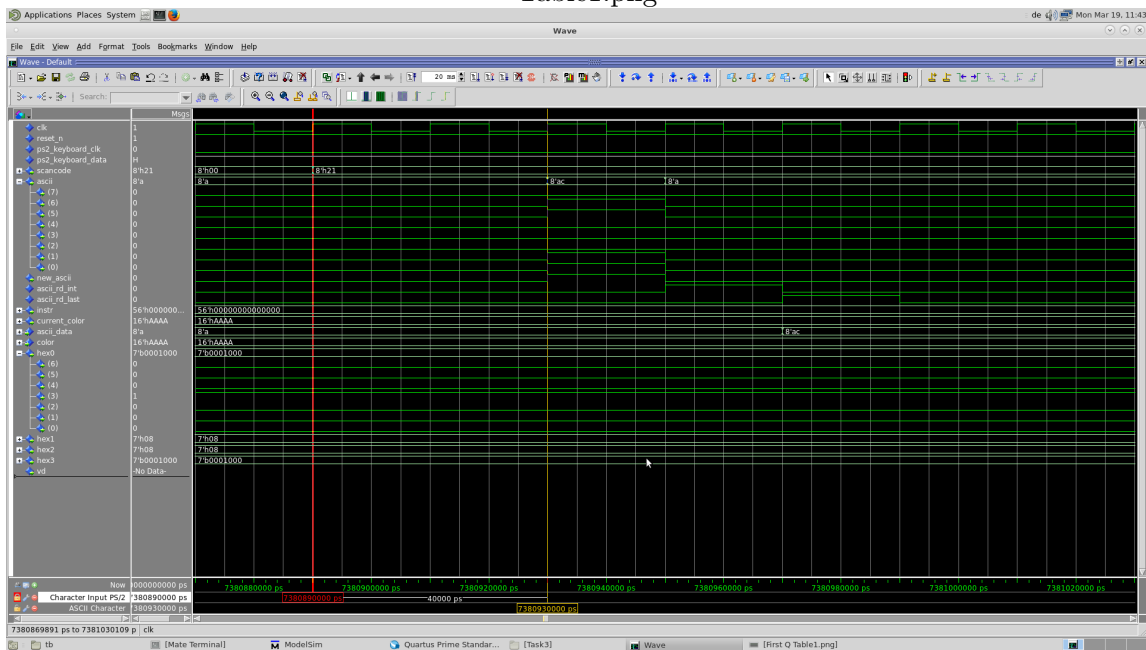 Table1.png
Applications Places System de Mon Mar 19, 11:43
Wave
File Edit View Add Format Tools Bookmarks Window Help
Wave - Default
20 ns
Search:
Msgs
clk 1
reset_n 1
ps2_keyboard_clk 0
ps2_keyboard_data H
scancode 8'h21 8'h00 8'h21
ascii 8'a 8'a 8'ac 8'a
(7) 0
(6) 0
(5) 0
(4) 0
(3) 0
(2) 0
(1) 0
(0) 0
new_ascii 0
ascii_rd_int 0
ascii_rd_last 0
instr 56'h000000... 56'h00000000000000
current_color 16'hAAAA 16'hAAAA
ascii_data 8'a 8'a 8'ac
color 16'hAAAA 16'hAAAA
hex0 7'b0001000 7'b0001000
(6) 0
(5) 0
(4) 0
(3) 1
(2) 0
(1) 0
(0) 0
hex1 7'h08 7'h08
hex2 7'h08 7'h08
hex3 7'b0001000 7'b0001000
vd -No Data-
Now 000000000 ps 7380880000 ps 7380900000 ps 7380920000 ps 7380940000 ps 7380960000 ps 7380980000 ps 7381000000 ps 7381020000 ps
Character Input PS/2 7380890000 ps 7380890000 ps 40000 ps
ASCII Character 7380930000 ps 7380930000 ps
7380869891 ps to 7381030109 p clk
tb [Mate Terminal] ModelSim Quartus Prime Standar... [Task3] Wave [First Q Table1.png]